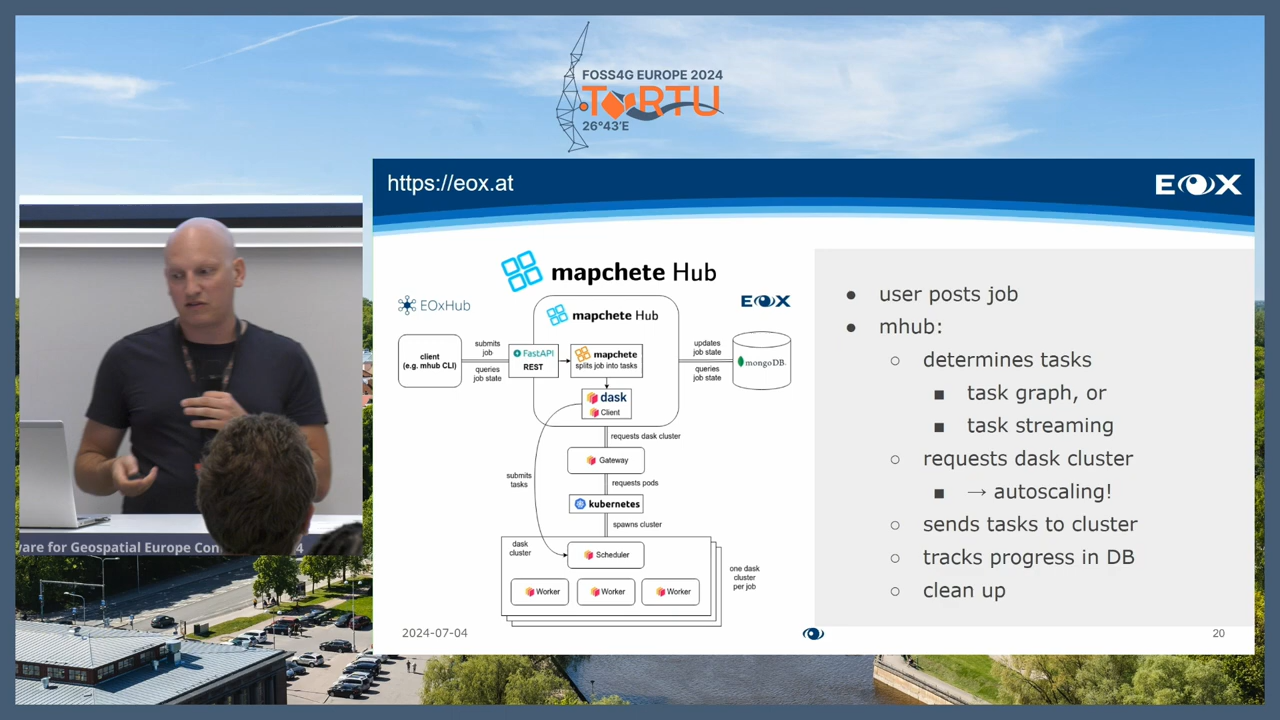 FOSS4G EUROPE 2024
TORTU
26°43'E
https://eox.at
EOX
mapchete Hub
EOxHub
EOX
mapchete Hub
client
(e.g. mhub CLI)
submits
job
queries
job state
FastAPI
REST
mapchete
splits job into tasks
updates
job state
queries
job state
mongoDB.
dask
Client
requests dask cluster
Gateway
requests pods
submits
tasks
kubernetes
spawns cluster
dask
cluster
Scheduler
Worker
Worker
Worker
one dask
cluster
per job
● user posts job
● mhub:
○ determines tasks
■ task graph, or
■ task streaming
○ requests dask cluster
■ → autoscaling!
○ sends tasks to cluster
○ tracks progress in DB
○ clean up
2024-07-04
20
for Geospatial Europe